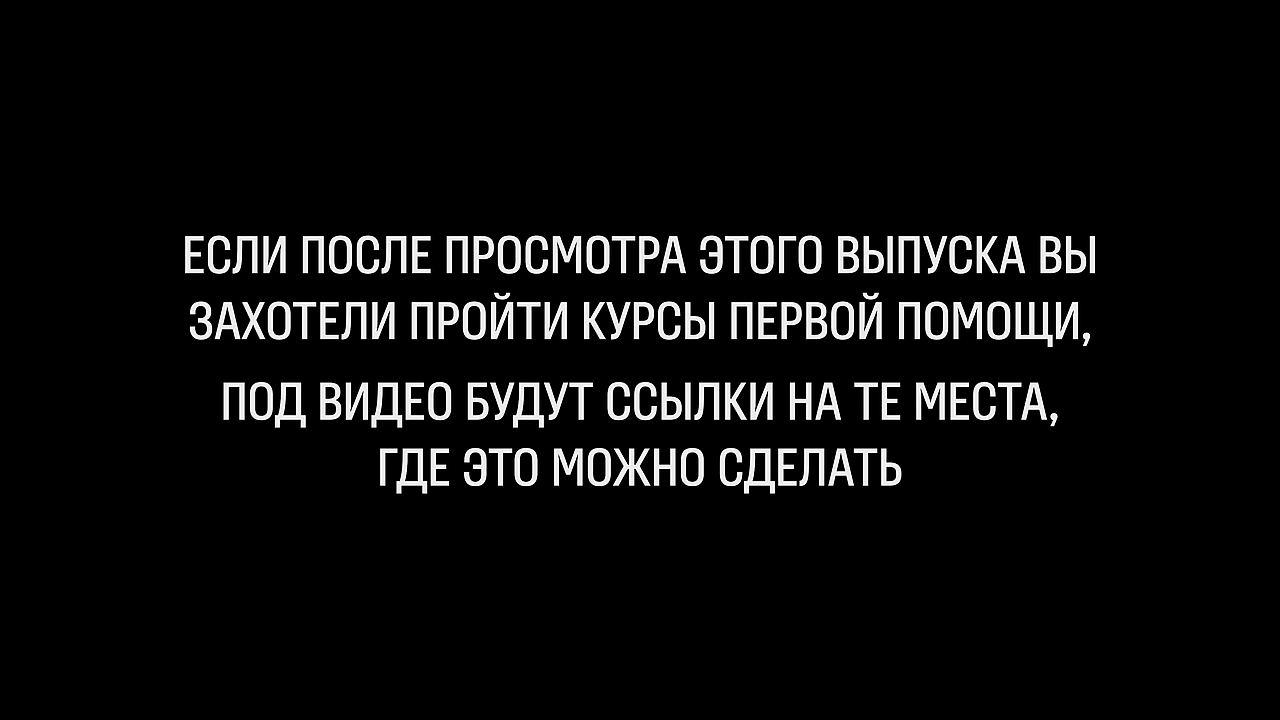 ЕСЛИ ПОСЛЕ ПРОСМОТРА ЭТОГО ВЫПУСКА ВЫ
ЗАХОТЕЛИ ПРОЙТИ КУРСЫ ПЕРВОЙ ПОМОЩИ,
ПОД ВИДЕО БУДУТ ССЫЛКИ НА ТЕ МЕСТА,
ГДЕ ЭТО МОЖНО СДЕЛАТЬ